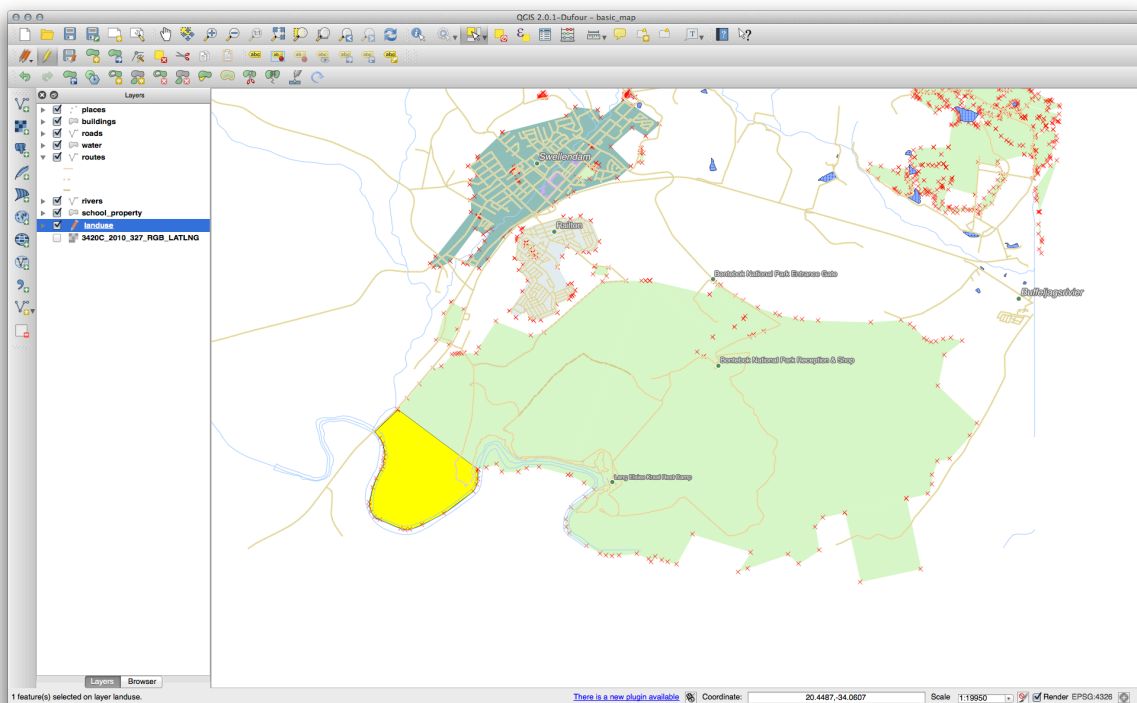 QGIS 2.0.1-Dufour - basic_map
Layers
places
buildings
roads
water
routes
rivers
school_property
landuse
3420C_2010_327_RGB_LATLNG
Swellendam
Railton
Bontebok National Park Entrance Gate
Buffeljagsrivier
Bontebok National Park Reception & Shop
Lang Elsies Kraal Rest Camp
Layers
Browser
1 feature(s) selected on layer landuse.
There is a new plugin available
Coordinate:
20.4487,-34.0607
Scale
1:19950
Render
EPSG:4326